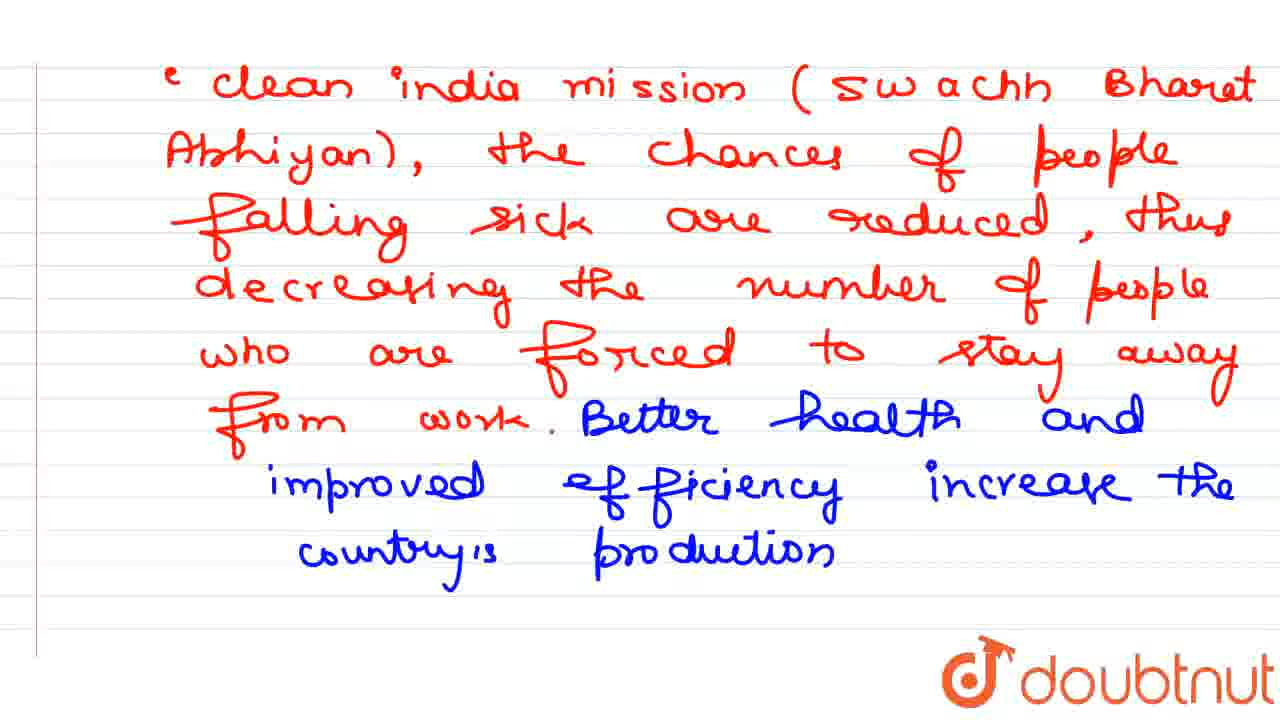 • clean india mission (swachh Bharat
Abhiyan), the chances of people
falling sick are reduced, thus
decreasing the number of people
who are forced to stay away
from work. Better health and
improved efficiency increase the
country's production
doubtnut